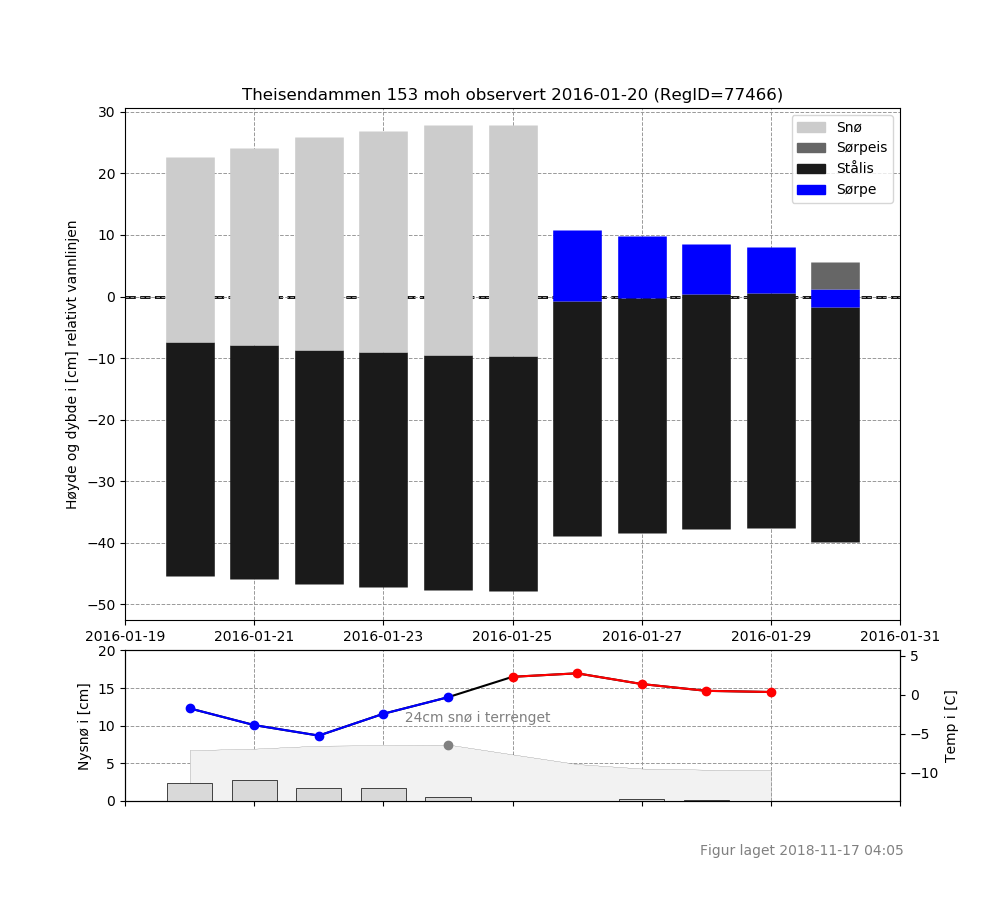 Theisendammen 153 moh observert 2016-01-20 (RegID=77466)
Høyde og dybde i [cm] relativt vannlinjen
30
20
10
0
−10
−20
−30
−40
−50
Snø
Sørpeis
Stålis
Sørpe
2016-01-19 2016-01-21 2016-01-23 2016-01-25 2016-01-27 2016-01-29 2016-01-31
Nysnø i [cm]
20
15
10
5
0
24cm snø i terrenget
5
0
−5
−10
Temp i [C]
Figur laget 2018-11-17 04:05